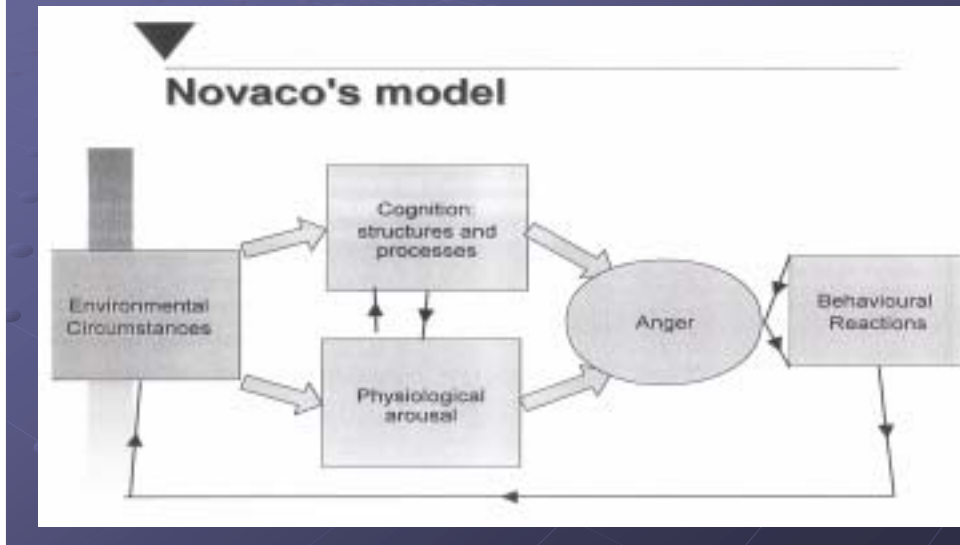 Novaco's model
Cognition:
structures and
processes
Environmental
Circumstances
Anger
Behavioural
Reactions
Physiological
arousal